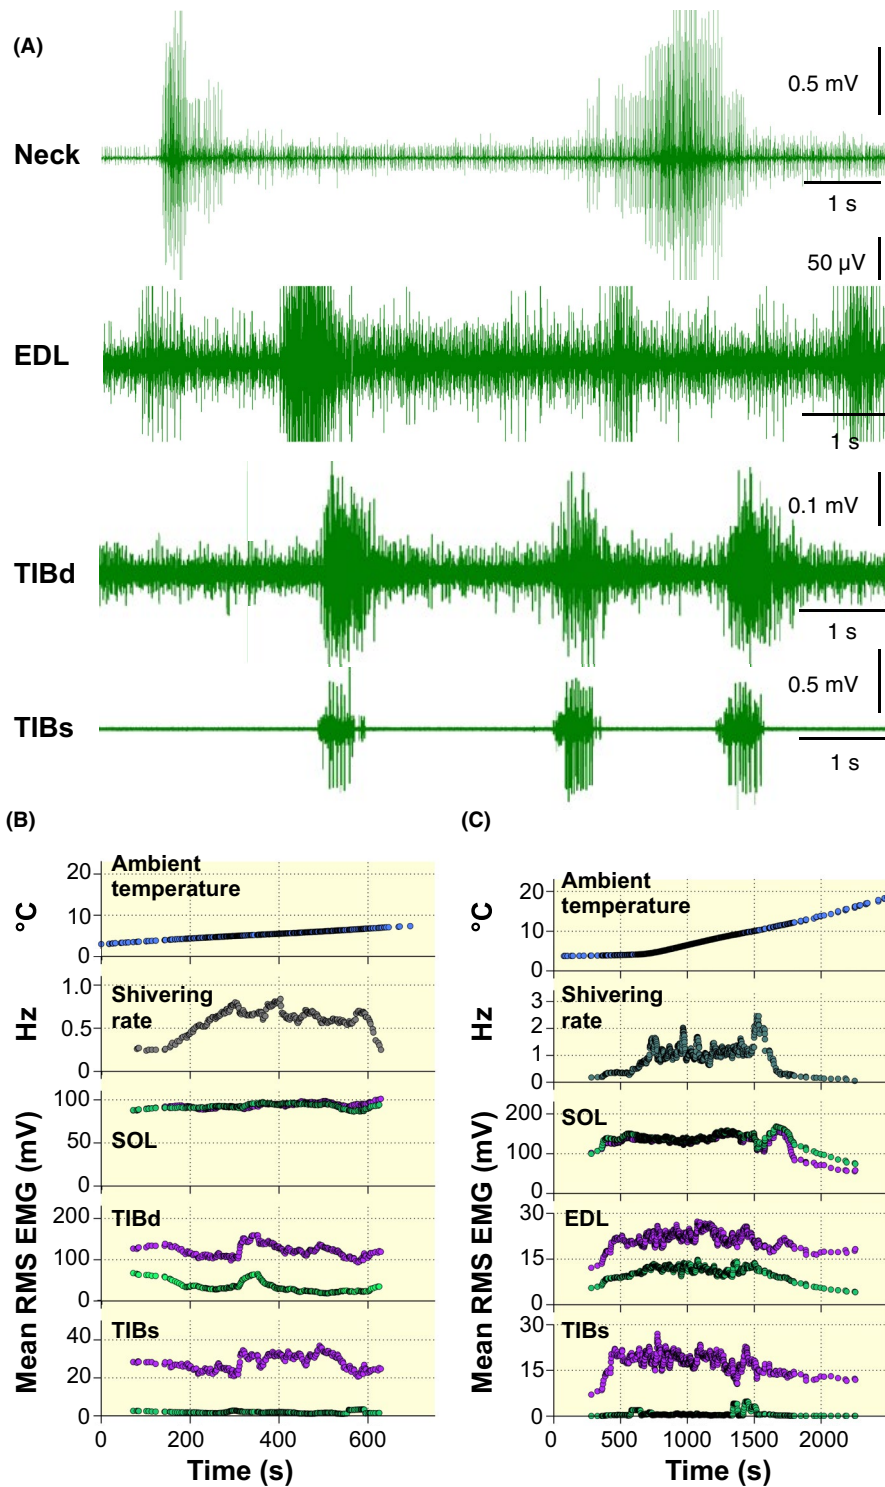 (A)
0.5 mV
Neck
1 s
50 µV
EDL
1 s
0.1 mV
TIBd
1 s
0.5 mV
TIBs
1 s
(B)
Ambient
temperature
20
10
0
°C
Shivering
rate
1.0
0.5
0
Hz
100
50
0
SOL
TIBd
200
100
0
TIBs
40
20
0
Mean RMS EMG (mV)
0 200 400 600
Time (s)
(C)
Ambient
temperature
20
10
0
°C
Shivering
rate
3
2
1
0
Hz
SOL
200
100
0
EDL
30
15
0
TIBs
30
15
0
Mean RMS EMG (mV)
0 500 1000 1500 2000
Time (s)